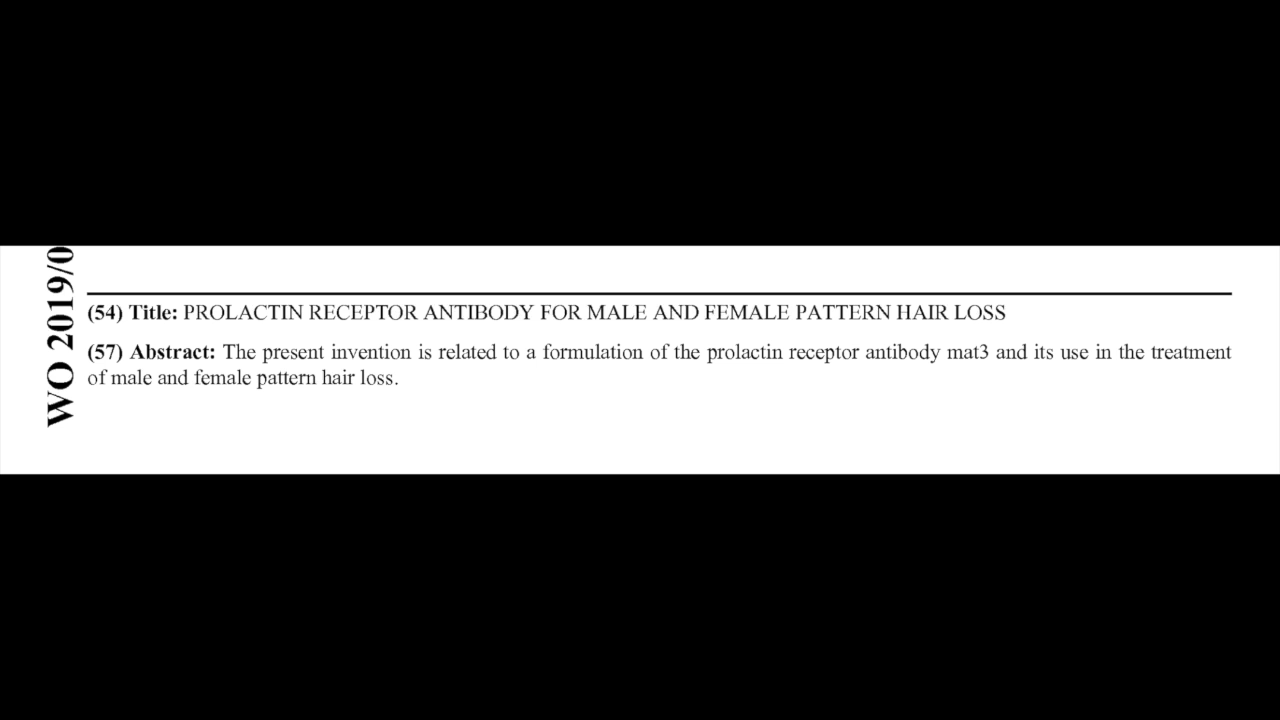 WO 2019/0
(54) Title: PROLACTIN RECEPTOR ANTIBODY FOR MALE AND FEMALE PATTERN HAIR LOSS
(57) Abstract: The present invention is related to a formulation of the prolactin receptor antibody mat3 and its use in the treatment
of male and female pattern hair loss.